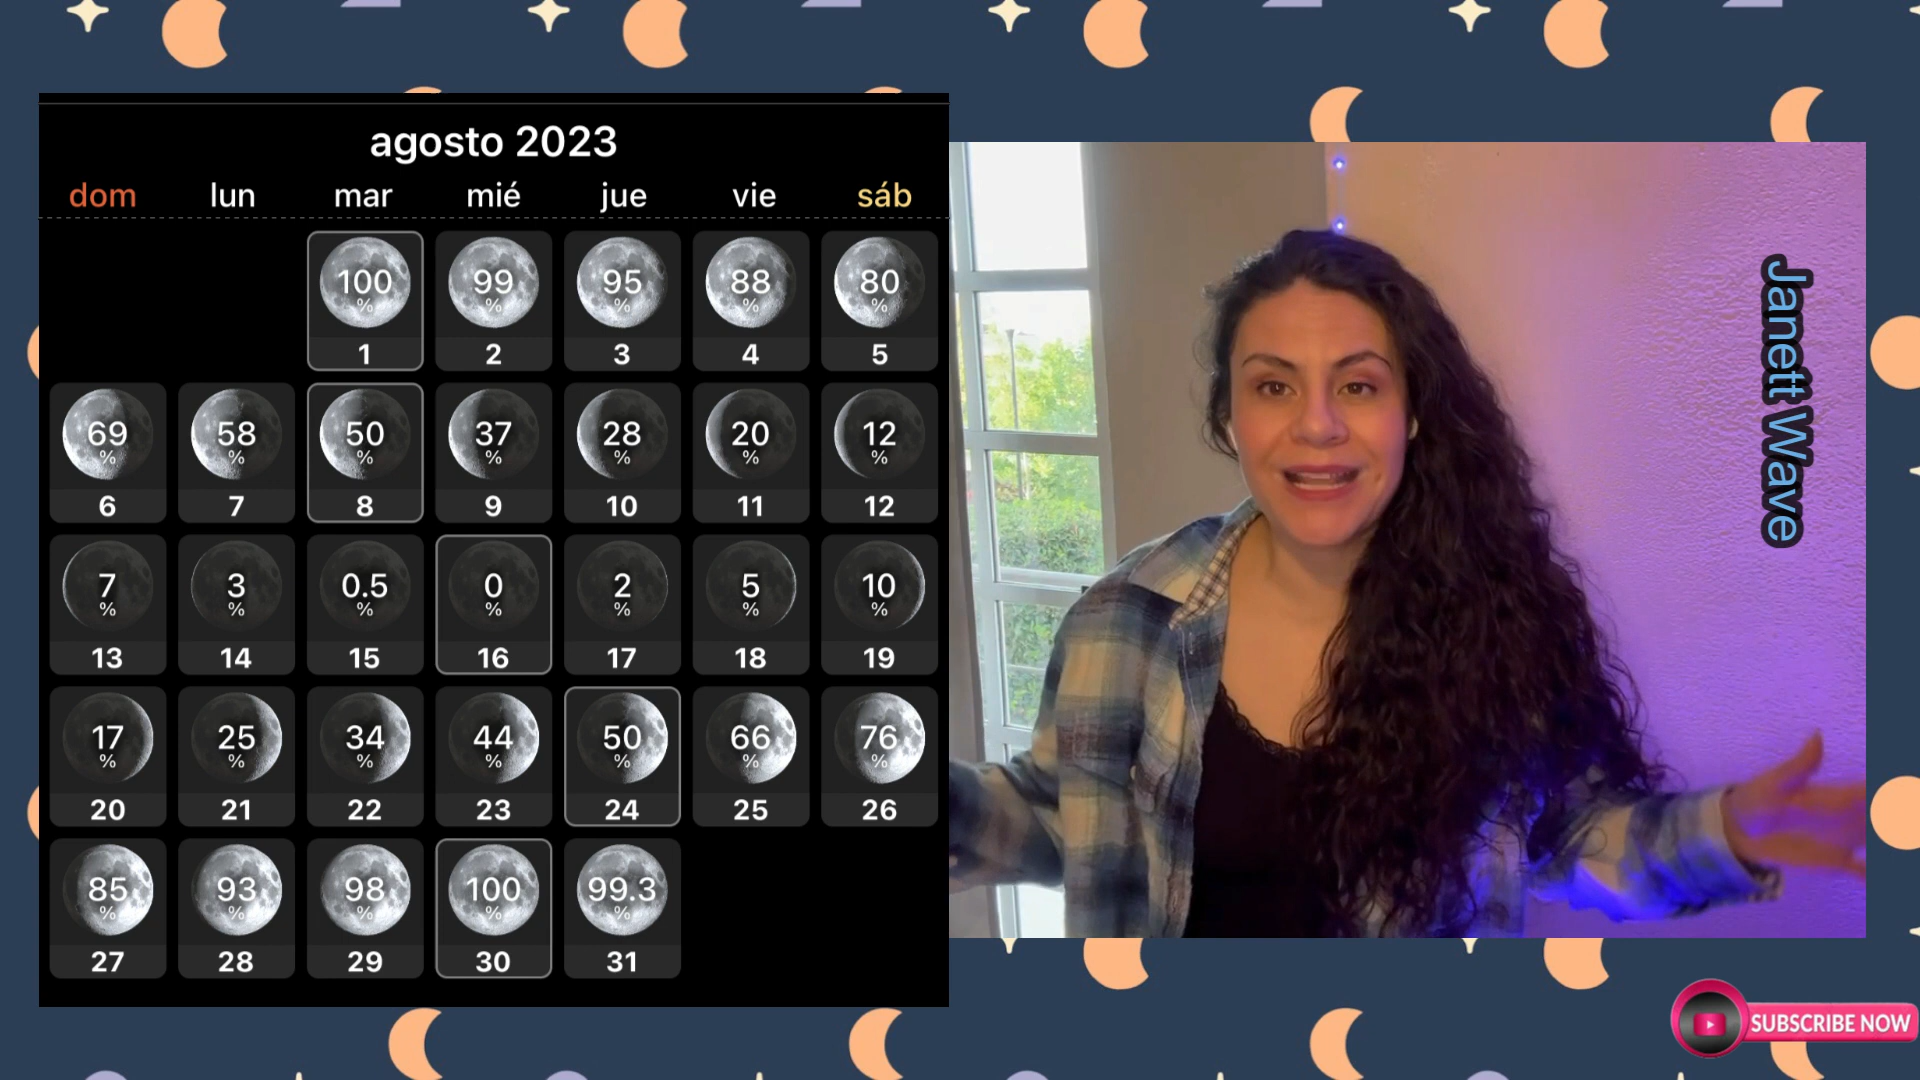 agosto 2023
dom lun mar mié jue vie sáb
100 % 99 % 95 % 88 % 80 %
1 2 3 4 5
69 % 58 % 50 % 37 % 28 % 20 % 12 %
6 7 8 9 10 11 12
7 % 3 % 0.5 % 0 % 2 % 5 % 10 %
13 14 15 16 17 18 19
17 % 25 % 34 % 44 % 50 % 66 % 76 %
20 21 22 23 24 25 26
85 % 93 % 98 % 100 % 99.3 %
27 28 29 30 31
Janett Wave
SUBSCRIBE NOW